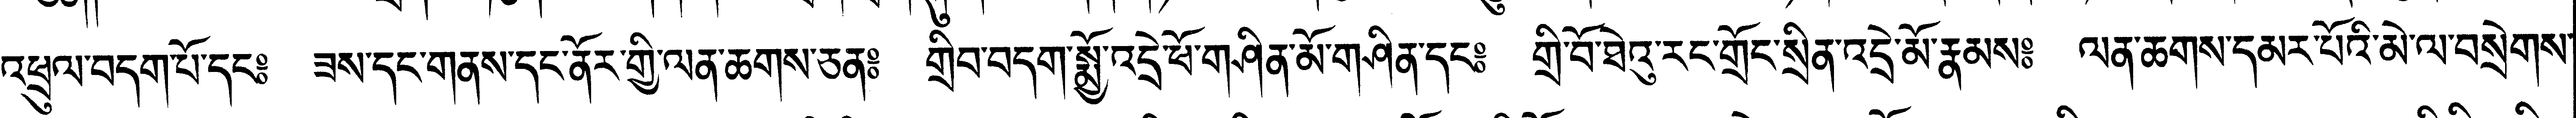 འཕྲུལ་བདག་པོ་དང༔ ཟས་དང་གནས་དང་ནོར་གྱི་ལན་ཆགས་ཅན༔ གྲིབ་བདག་སྨྱོ་འདྲེ་ཕོ་གཤིན་མོ་གཤིན་དང༔ གྲི་བོ་ཐེའུ་རང་གྲོང་སྲིན་འདྲེ་མོ་རྣམས༔ ལན་ཆགས་དམར་པོའི་མེ་ལ་བསྲེགས་